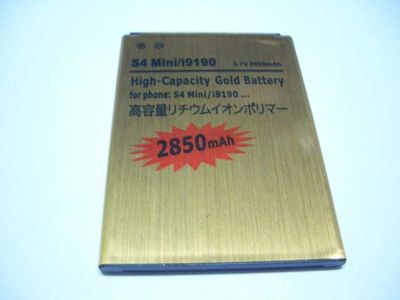 S4 Mini/i9190 3.7V 2850mAh
High-Capacity Gold Battery
for phone: S4 Mini/i9190 ...
高容量リチウムイオンポリマー
2850mAh